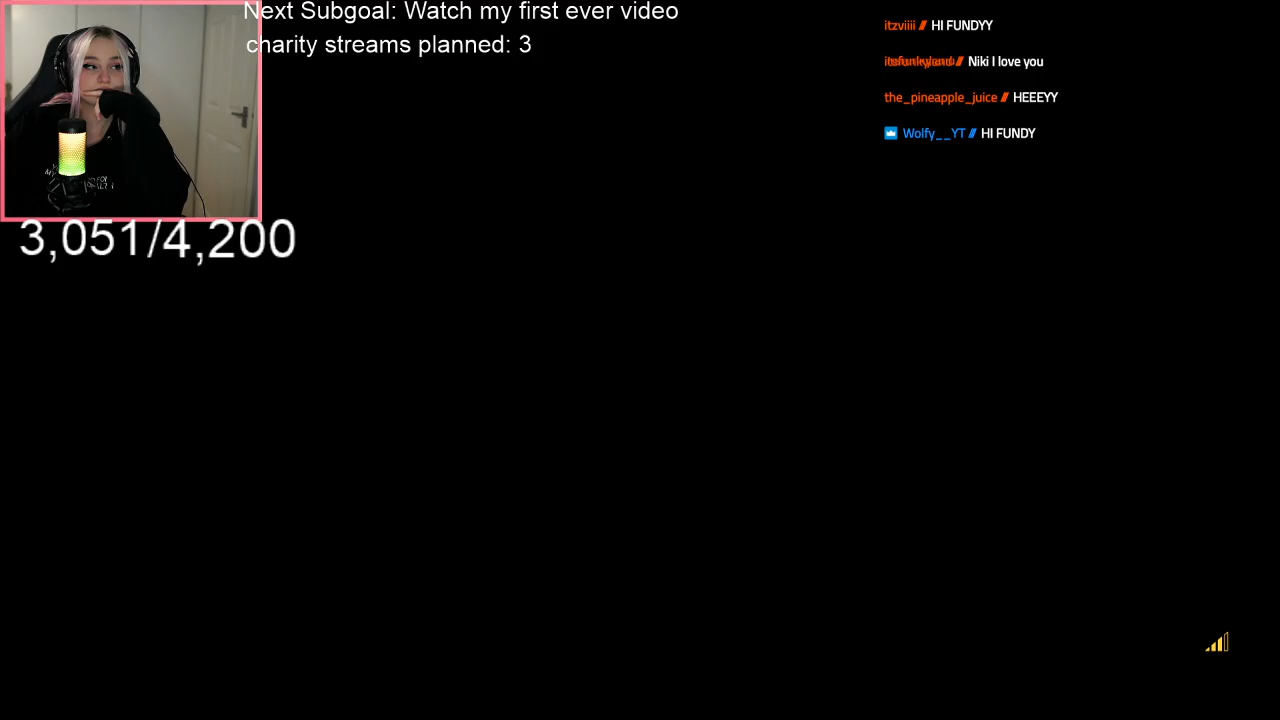 Next Subgoal: Watch my first ever video
charity streams planned: 3
3,051/4,200
itzviiii // HI FUNDYY
// Niki I love you
the_pineapple_juice // HEEEYY
Wolfy__YT // HI FUNDY